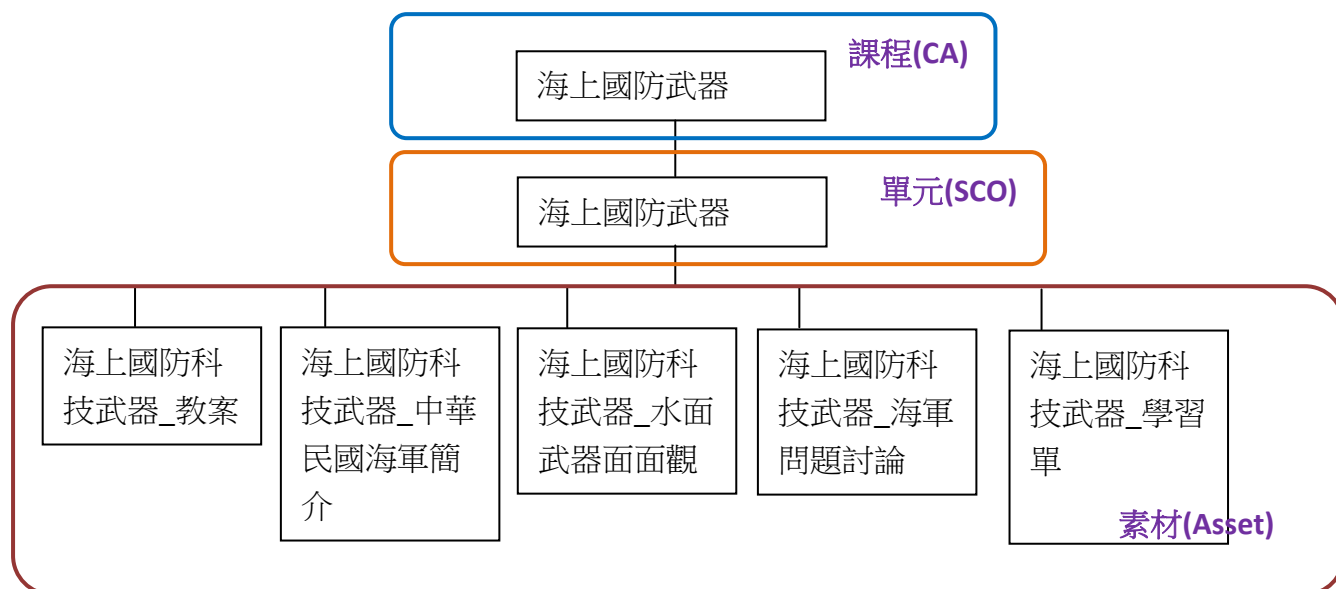 課程(CA)
海上國防武器
單元(SCO)
海上國防武器
海上國防科
技武器_教案
海上國防科
技武器_中華
民國海軍簡
介
海上國防科
技武器_水面
武器面面觀
海上國防科
技武器_海軍
問題討論
海上國防科
技武器_學習
單
素材(Asset)